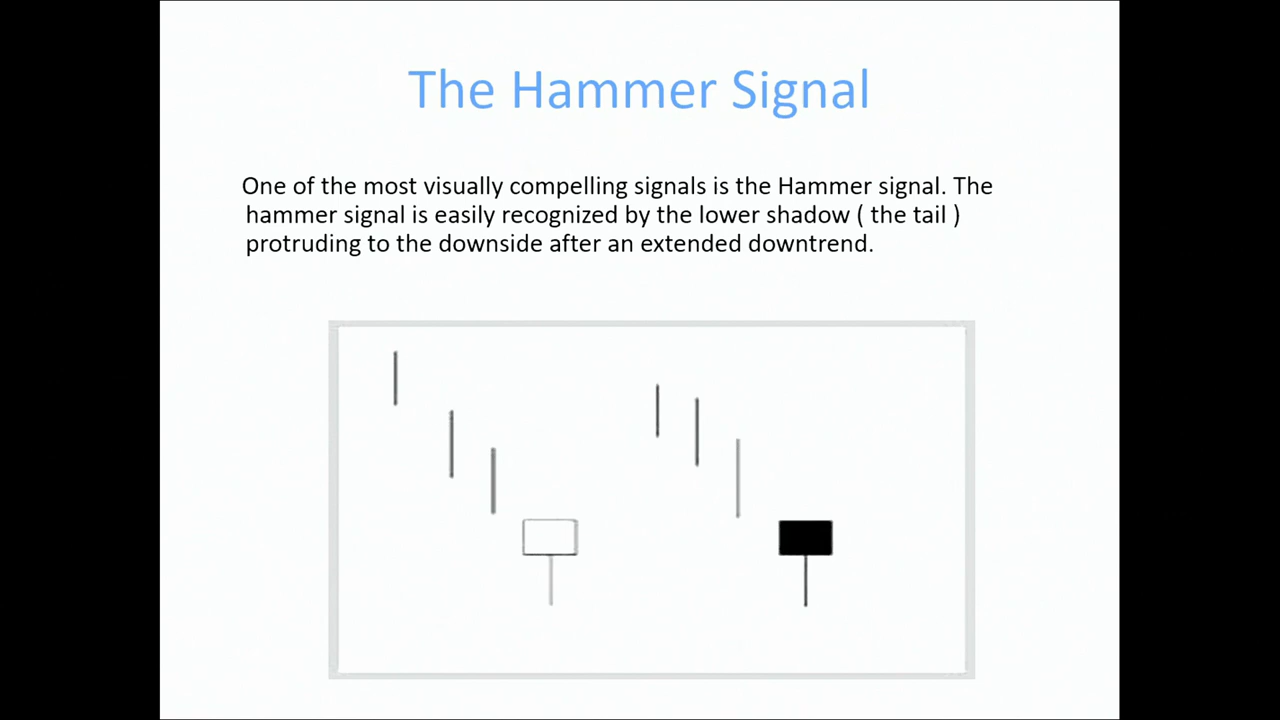 The Hammer Signal
One of the most visually compelling signals is the Hammer signal. The
hammer signal is easily recognized by the lower shadow ( the tail )
protruding to the downside after an extended downtrend.